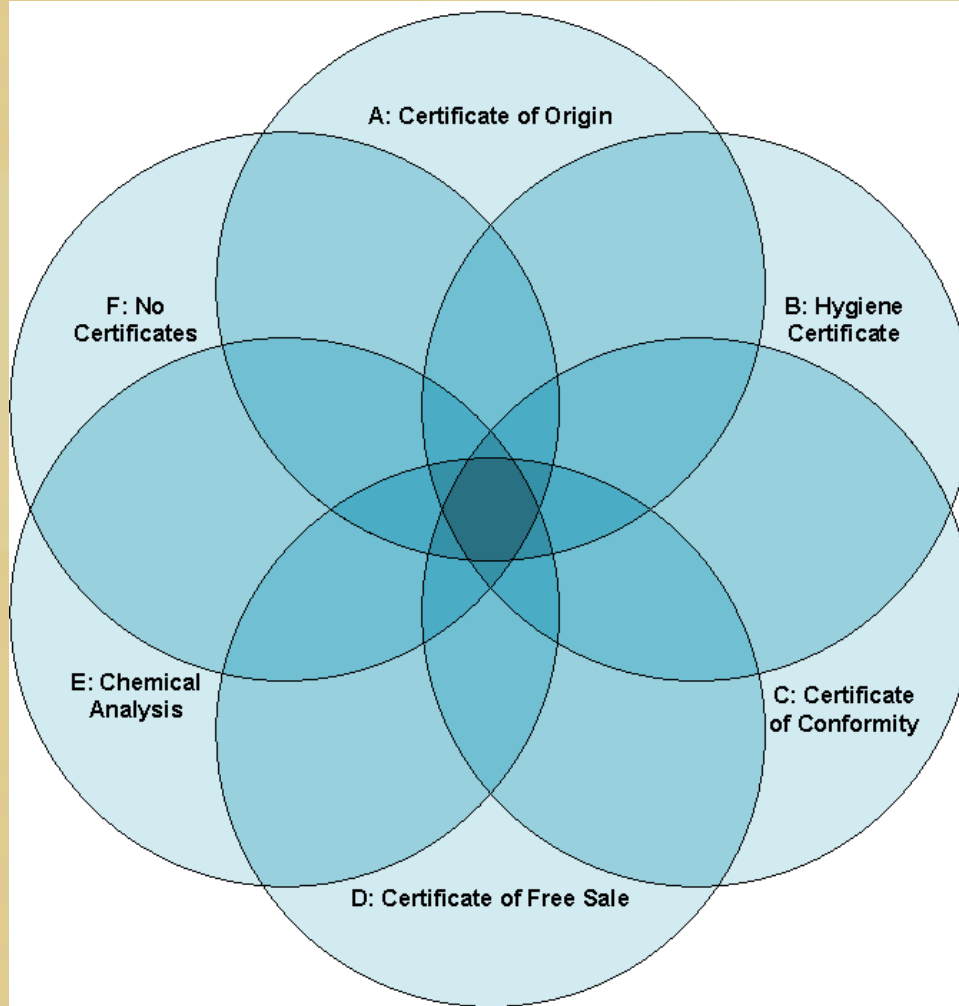 A: Certificate of Origin
B: Hygiene
Certificate
C: Certificate
of Conformity
D: Certificate of Free Sale
E: Chemical
Analysis
F: No
Certificates